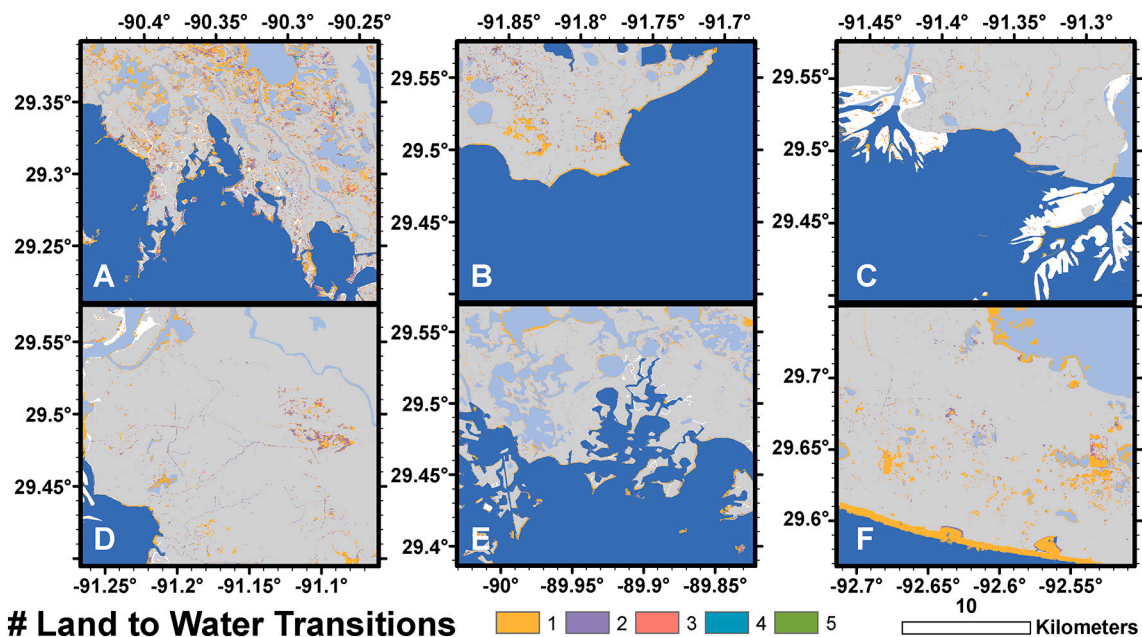 -90.4° -90.35° -90.3° -90.25° -91.85° -91.8° -91.75° -91.7° -91.45° -91.4° -91.35° -91.3°
29.35° 29.55° 29.55°
29.3° 29.5° 29.5°
29.25° 29.45° 29.45°
A B C
29.55° 29.55° 29.7°
29.5° 29.5° 29.65°
29.45° 29.45° 29.6°
29.4°
D E F
-91.25° -91.2° -91.15° -91.1° -90° -89.95° -89.9° -89.85° -92.7° -92.65° -92.6° -92.55°
10
# Land to Water Transitions 1 2 3 4 5 Kilometers